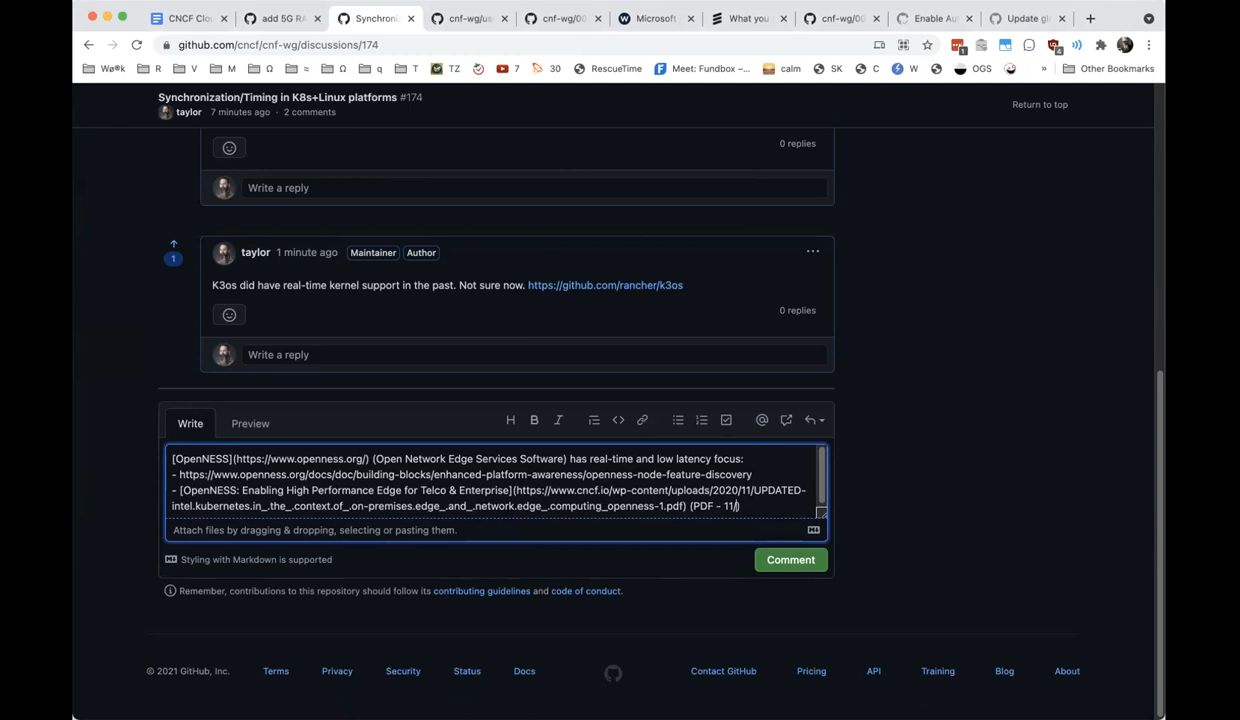 CNCF Clou
add 5G RA
Synchroniz
cnf-wg/us
cnf-wg/00
Microsoft
What you
cnf-wg/00
Enable Au
Update gl
github.com/cncf/cnf-wg/discussions/174
Wa®k
R
V
M
Ω
≈
Ω
q
T
TZ
7
30
RescueTime
Meet: Fundbox –...
calm
SK
C
W
OGS
»
Other Bookmarks
Synchronization/Timing in K8s+Linux platforms #174
taylor 7 minutes ago · 2 comments
Return to top
0 replies
Write a reply
1
taylor 1 minute ago Maintainer Author
K3os did have real-time kernel support in the past. Not sure now. https://github.com/rancher/k3os
0 replies
Write a reply
Write Preview
[OpenNESS](https://www.openness.org/) (Open Network Edge Services Software) has real-time and low latency focus:
- https://www.openness.org/docs/doc/building-blocks/enhanced-platform-awareness/openness-node-feature-discovery
- [OpenNESS: Enabling High Performance Edge for Telco & Enterprise](https://www.cncf.io/wp-content/uploads/2020/11/UPDATED-
intel.kubernetes.in_.the_.context.of_.on-premises.edge_.and_.network.edge_.computing_openness-1.pdf) (PDF - 11/)
Attach files by dragging & dropping, selecting or pasting them.
Styling with Markdown is supported
Comment
Remember, contributions to this repository should follow its contributing guidelines and code of conduct.
© 2021 GitHub, Inc.
Terms
Privacy
Security
Status
Docs
Contact GitHub
Pricing
API
Training
Blog
About